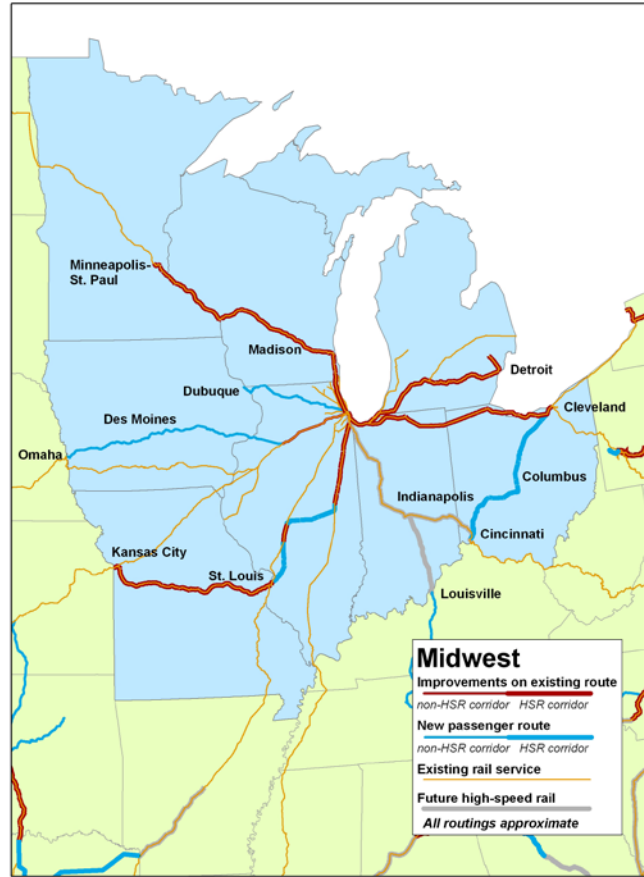 Minneapolis-
St. Paul
Madison
Dubuque
Detroit
Des Moines
Cleveland
Omaha
Columbus
Indianapolis
Cincinnati
Kansas City
St. Louis
Louisville
Midwest
Improvements on existing route
non-HSR corridor HSR corridor
New passenger route
non-HSR corridor HSR corridor
Existing rail service
Future high-speed rail
All routings approximate